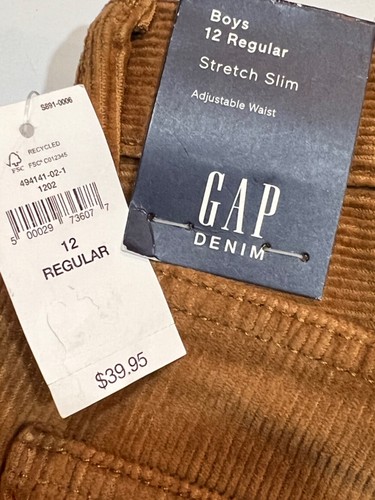 Boys
12 Regular
Stretch Slim
Adjustable Waist
GAP
DENIM
S891-0006
FSC
RECYCLED
FSC® C012345
494141-02-1
1202
5 00029 73607 7
12
REGULAR
$39.95